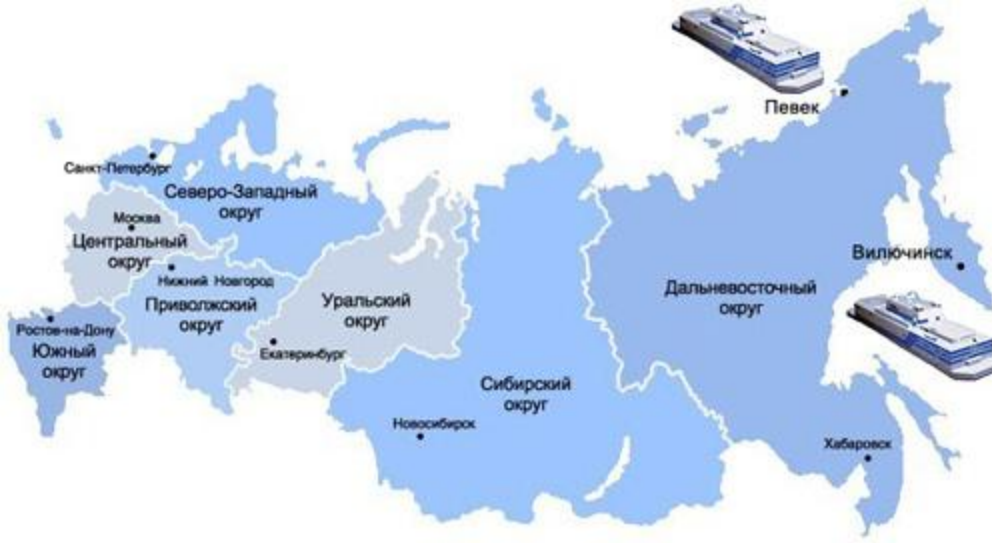 Певек
Санкт-Петербург
Северо-Западный
округ
Москва
Центральный
округ
Вилючинск
Нижний Новгород
Приволжский
округ
Уральский
округ
Дальневосточный
округ
Ростов-на-Дону
Южный
округ
Екатеринбург
Сибирский
округ
Новосибирск
Хабаровск